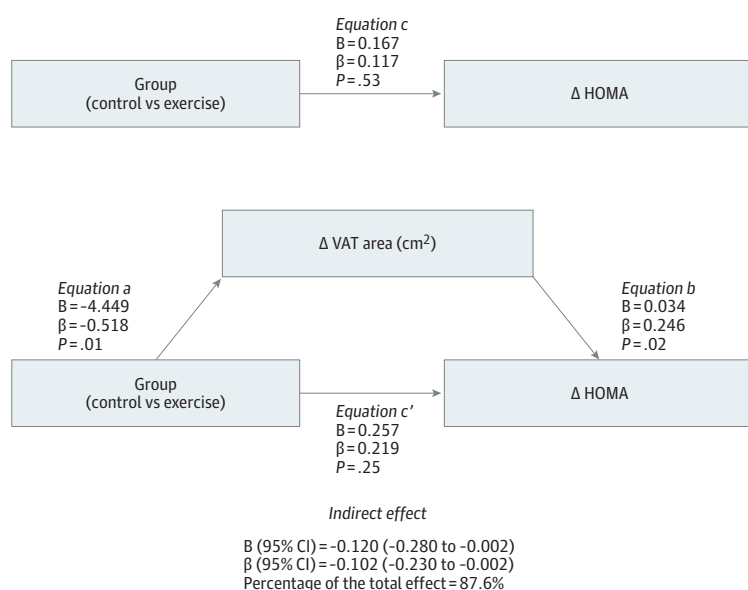 Equation c
B=0.167
β=0.117
P=.53
Group
(control vs exercise)
Δ HOMA
Δ VAT area (cm²)
Equation a
B=-4.449
β=-0.518
P=.01
Equation b
B=0.034
β=0.246
P=.02
Group
(control vs exercise)
Δ HOMA
Equation c'
B=0.257
β=0.219
P=.25
Indirect effect
B (95% CI)=-0.120 (-0.280 to -0.002)
β (95% CI)=-0.102 (-0.230 to -0.002)
Percentage of the total effect=87.6%